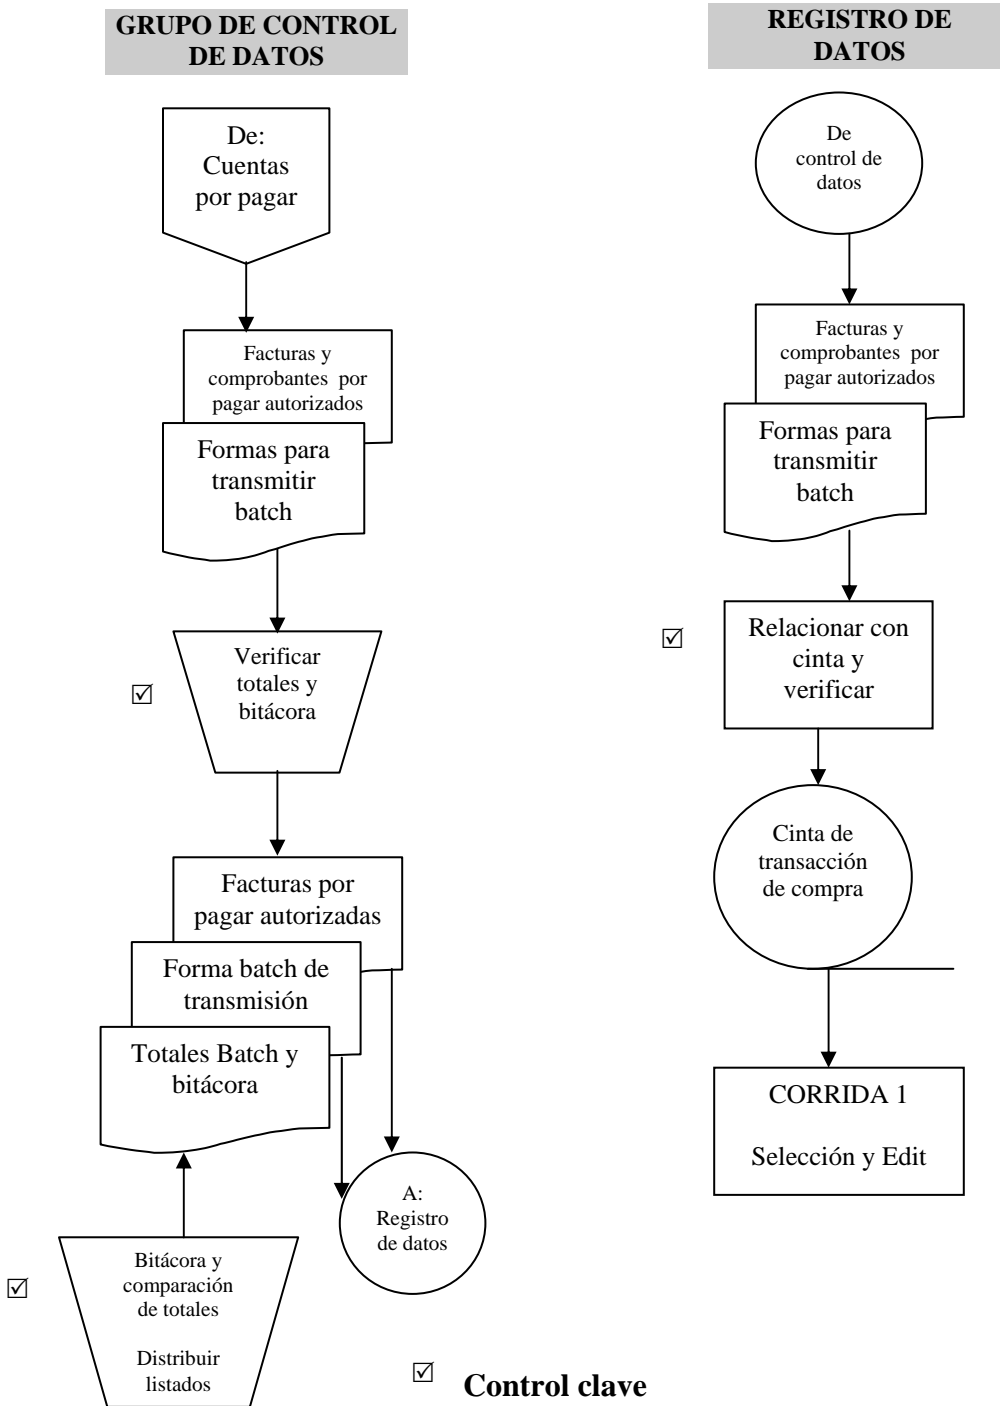 GRUPO DE CONTROL
DE DATOS
De:
Cuentas
por pagar
Facturas y
comprobantes por
pagar autorizados
Formas para
transmitir
batch
Verificar
totales y
bitácora
☑
Facturas por
pagar autorizadas
Forma batch de
transmisión
Totales Batch y
bitácora
A:
Registro
de datos
☑
Bitácora y
comparación
de totales
Distribuir
listados
REGISTRO DE
DATOS
De
control de
datos
Facturas y
comprobantes por
pagar autorizados
Formas para
transmitir
batch
☑
Relacionar con
cinta y
verificar
Cinta de
transacción
de compra
CORRIDA 1
Selección y Edit
☑ Control clave